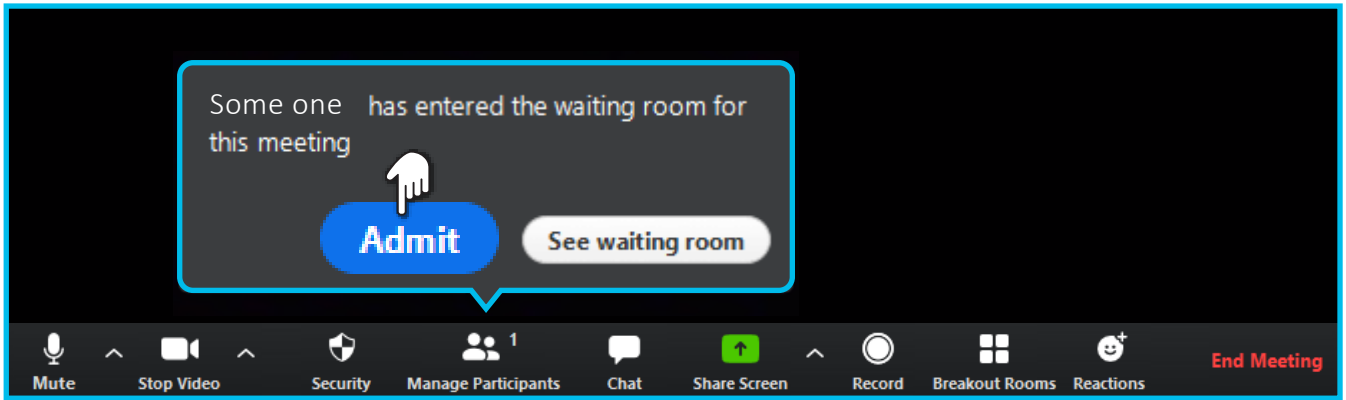 Some one has entered the waiting room for
this meeting
Admit
See waiting room
1
Mute
Stop Video
Security
Manage Participants
Chat
Share Screen
Record
Breakout Rooms
Reactions
End Meeting